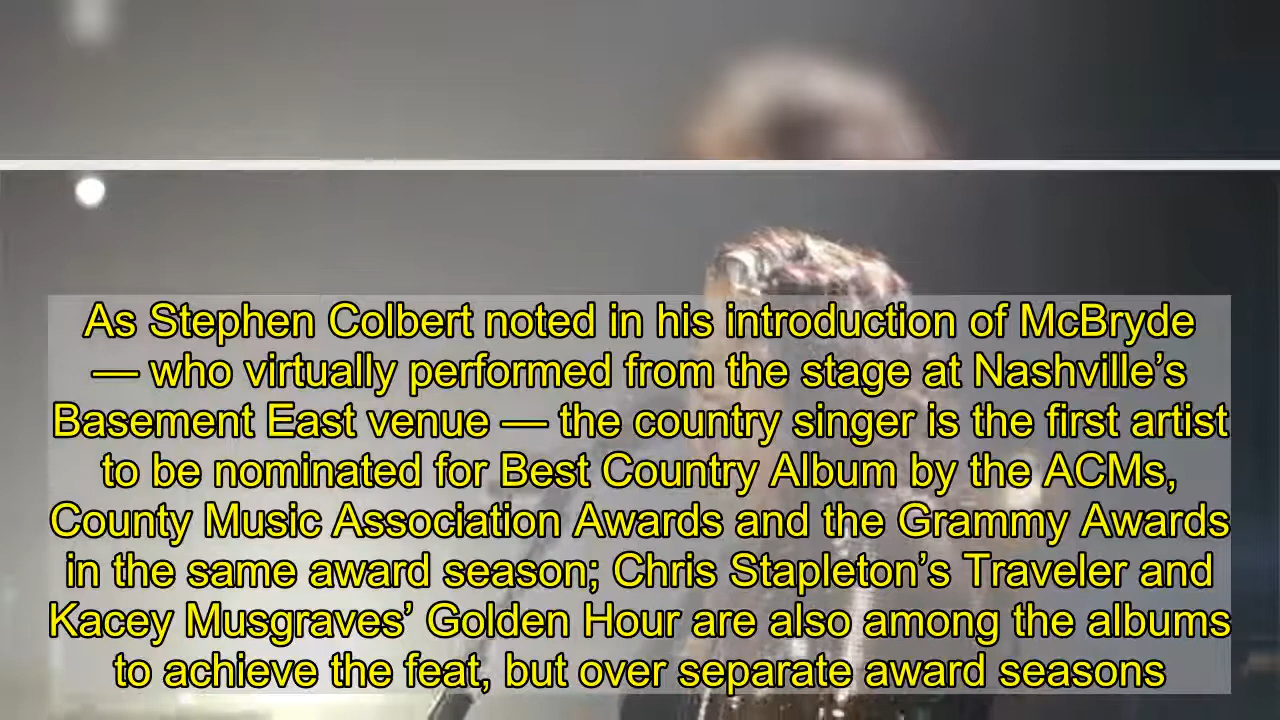 As Stephen Colbert noted in his introduction of McBryde
— who virtually performed from the stage at Nashville’s
Basement East venue — the country singer is the first artist
to be nominated for Best Country Album by the ACMs,
County Music Association Awards and the Grammy Awards
in the same award season; Chris Stapleton’s Traveler and
Kacey Musgraves’ Golden Hour are also among the albums
to achieve the feat, but over separate award seasons